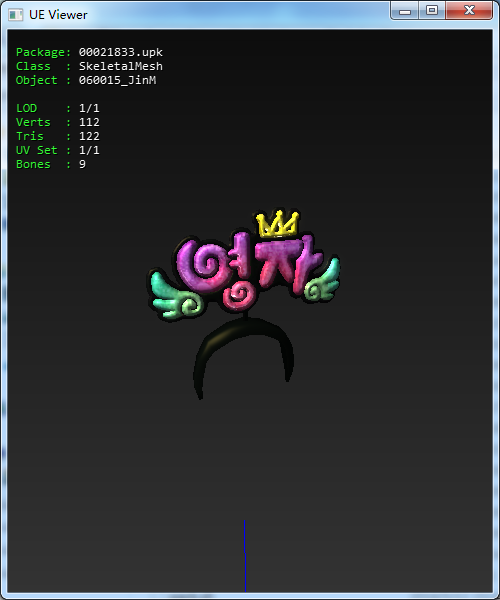 UE Viewer
Package: 00021833.upk
Class : SkeletalMesh
Object : 060015_JinM
LOD : 1/1
Verts : 112
Tris : 122
UV Set : 1/1
Bones : 9
영자